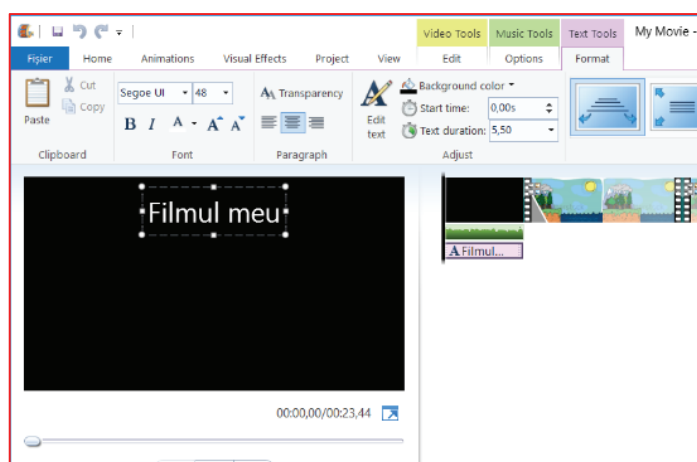 Video Tools Music Tools Text Tools My Movie -
Fișier Home Animations Visual Effects Project View Edit Options Format
Paste
Cut
Copy
Clipboard
Segoe UI 48
B I A A A
Font
Transparency
Paragraph
Edit
text
Background color
Start time: 0,00s
Text duration: 5,50
Adjust
Filmul meu
A Filmul...
00:00,00/00:23,44